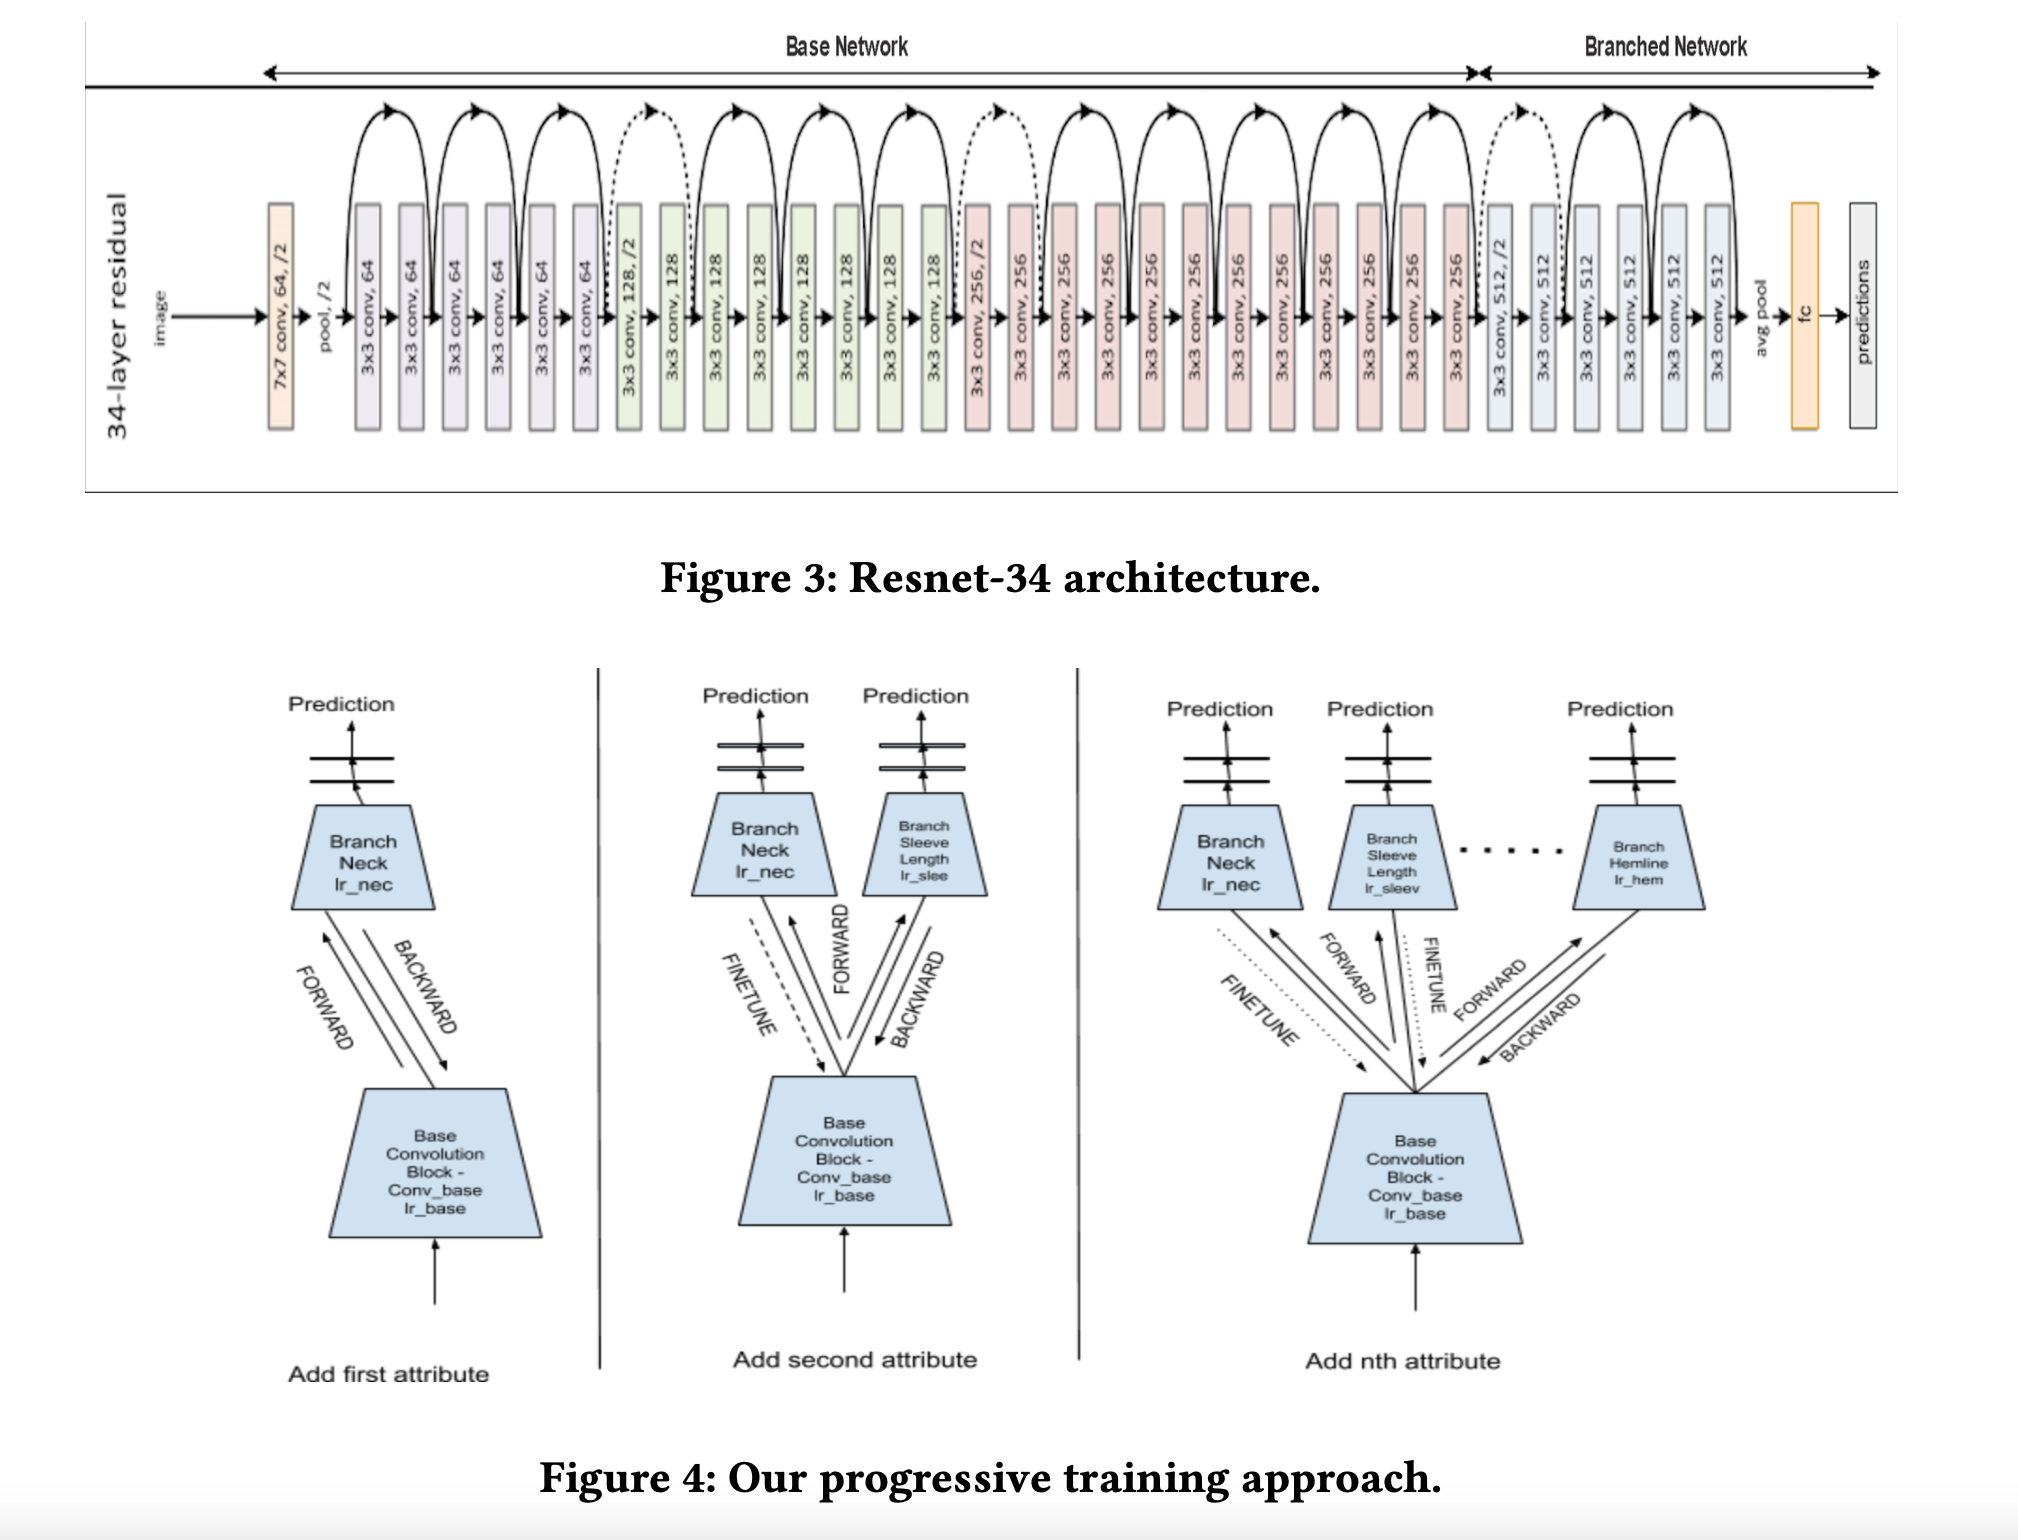 Base Network
Branched Network
34-layer residual
image
7x7 conv, 64, /2
pool, /2
3x3 conv, 64
3x3 conv, 64
3x3 conv, 64
3x3 conv, 64
3x3 conv, 64
3x3 conv, 64
3x3 conv, 128, /2
3x3 conv, 128
3x3 conv, 128
3x3 conv, 128
3x3 conv, 128
3x3 conv, 128
3x3 conv, 128
3x3 conv, 128
3x3 conv, 256, /2
3x3 conv, 256
3x3 conv, 256
3x3 conv, 256
3x3 conv, 256
3x3 conv, 256
3x3 conv, 256
3x3 conv, 256
3x3 conv, 256
3x3 conv, 256
3x3 conv, 256
3x3 conv, 256
3x3 conv, 512, /2
3x3 conv, 512
3x3 conv, 512
3x3 conv, 512
3x3 conv, 512
3x3 conv, 512
avg pool
fc
predictions
Figure 3: Resnet-34 architecture.
Prediction
Branch
Neck
lr_nec
FORWARD
BACKWARD
Base
Convolution
Block -
Conv_base
lr_base
Add first attribute
Prediction
Prediction
Branch
Neck
lr_nec
Branch
Sleeve
Length
lr_slee
FINETUNE
FORWARD
BACKWARD
Base
Convolution
Block -
Conv_base
lr_base
Add second attribute
Prediction
Prediction
Prediction
Branch
Neck
lr_nec
Branch
Sleeve
Length
lr_sleev
Branch
Hemline
lr_hem
FINETUNE
FORWARD
FINETUNE
FORWARD
BACKWARD
Base
Convolution
Block -
Conv_base
lr_base
Add nth attribute
Figure 4: Our progressive training approach.